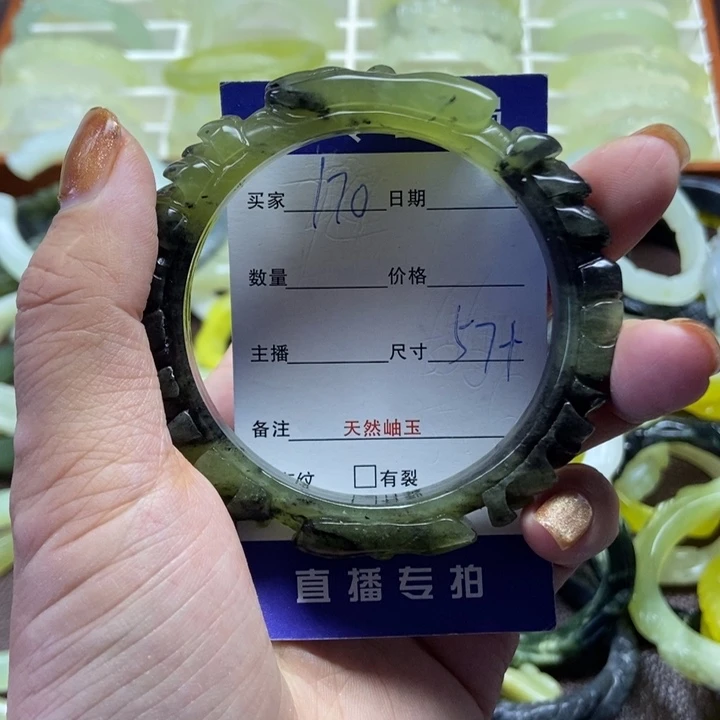 买家 170 日期
数量 价格
主播 尺寸 57+
备注 天然岫玉
纹 □有裂
直播专拍